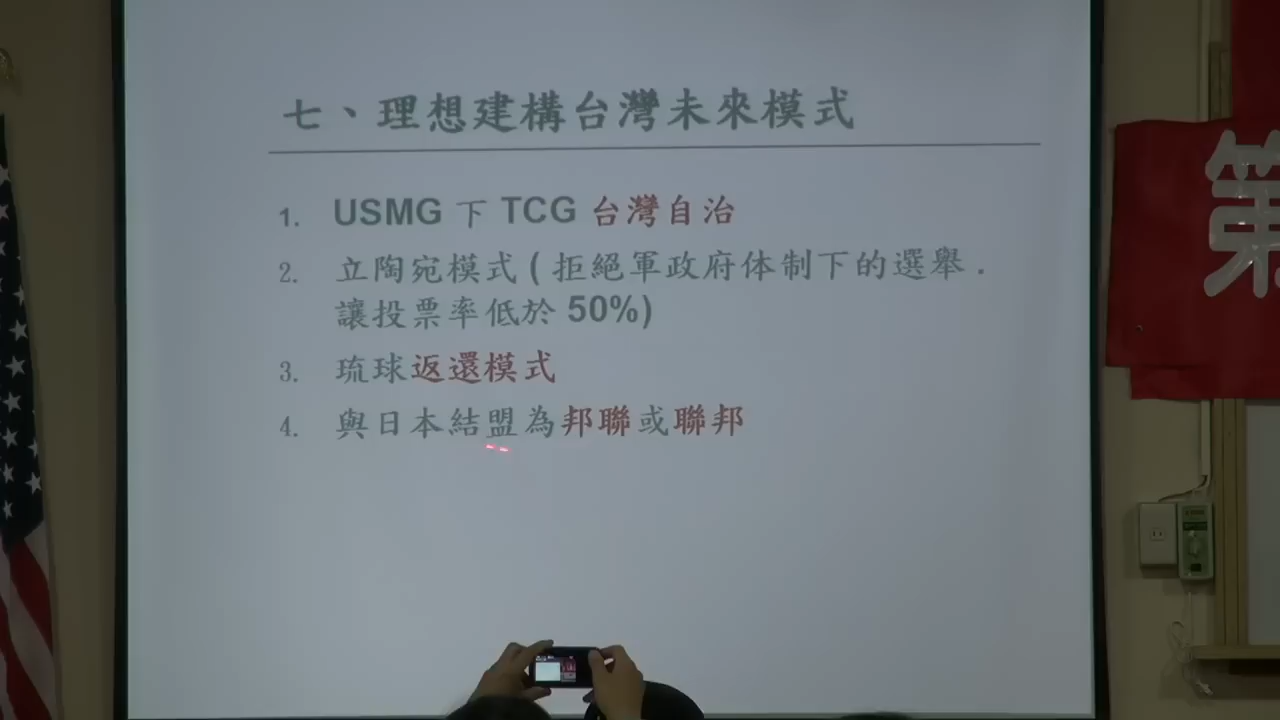 七、理想建構台灣未來模式
1. USMG 下 TCG 台灣自治
2. 立陶宛模式 ( 拒絕軍政府体制下的選舉 .
讓投票率低於 50%)
3. 琉球返還模式
4. 與日本結盟為邦聯或聯邦
第